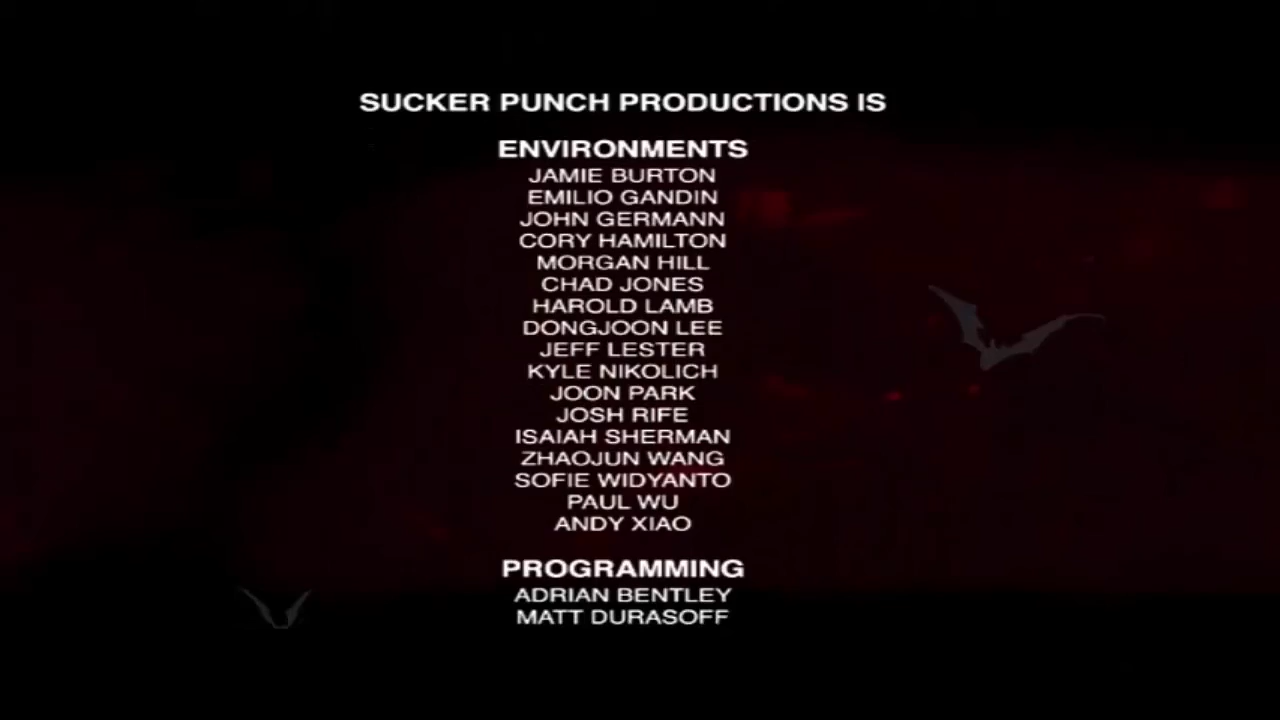 SUCKER PUNCH PRODUCTIONS IS
ENVIRONMENTS
JAMIE BURTON
EMILIO GANDIN
JOHN GERMANN
CORY HAMILTON
MORGAN HILL
CHAD JONES
HAROLD LAMB
DONGJOON LEE
JEFF LESTER
KYLE NIKOLICH
JOON PARK
JOSH RIFE
ISAIAH SHERMAN
ZHAOJUN WANG
SOFIE WIDYANTO
PAUL WU
ANDY XIAO
PROGRAMMING
ADRIAN BENTLEY
MATT DURASOFF